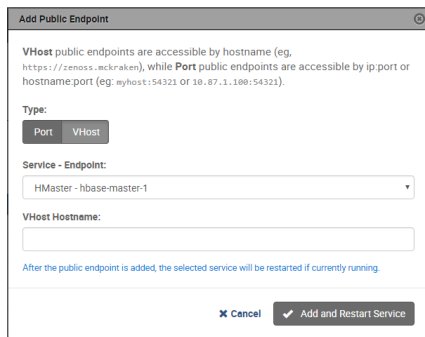 Add Public Endpoint
VHost public endpoints are accessible by hostname (eg,
https://zenoss.mckraken), while Port public endpoints are accessible by ip:port or
hostname:port (eg: myhost:54321 or 10.87.1.100:54321).
Type:
Port VHost
Service - Endpoint:
HMaster - hbase-master-1
VHost Hostname:
After the public endpoint is added, the selected service will be restarted if currently running.
Cancel Add and Restart Service